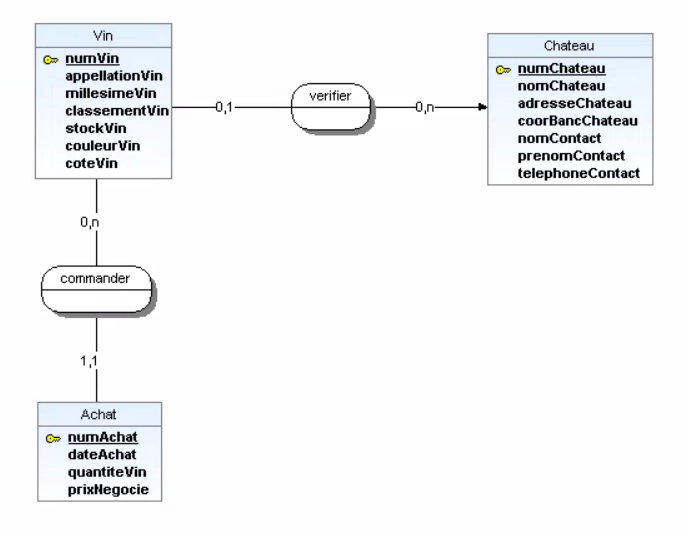 Vin
numVin
appellationVin
millesimeVin
classementVin
stockVin
couleurVin
coteVin
0,1
verifier
0,n
Chateau
numChateau
nomChateau
adresseChateau
coorBancChateau
nomContact
prenomContact
telephoneContact
0,n
commander
1,1
Achat
numAchat
dateAchat
quantiteVin
prixNegocie